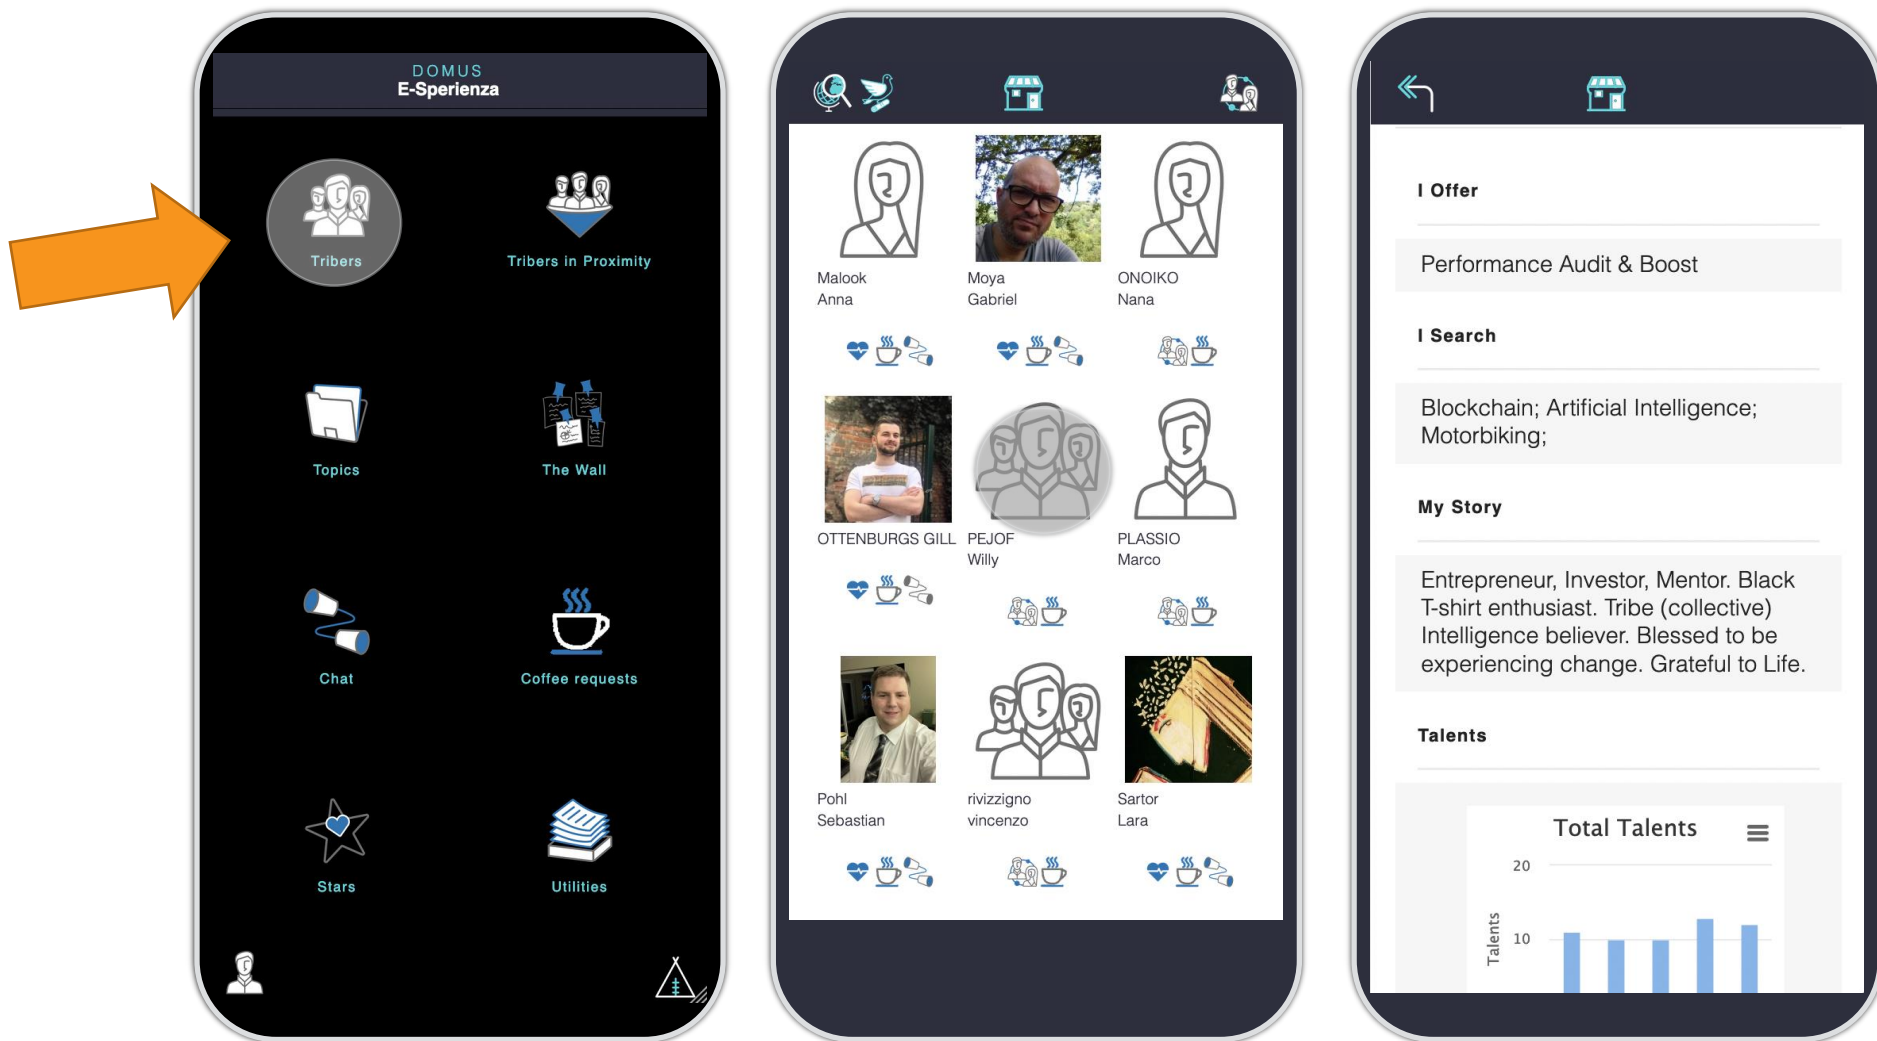 DOMUS
E-Sperienza
Tribers
Tribers in Proximity
Topics
The Wall
Chat
Coffee requests
Stars
Utilities
Malook
Anna
Moya
Gabriel
ONOIKO
Nana
OTTENBURGS GILL
PEJOF
Willy
PLASSIO
Marco
Pohl
Sebastian
rivizzigno
vincenzo
Sartor
Lara
I Offer
Performance Audit & Boost
I Search
Blockchain; Artificial Intelligence;
Motorbiking;
My Story
Entrepreneur, Investor, Mentor. Black
T-shirt enthusiast. Tribe (collective)
Intelligence believer. Blessed to be
experiencing change. Grateful to Life.
Talents
Total Talents
20
10
Talents